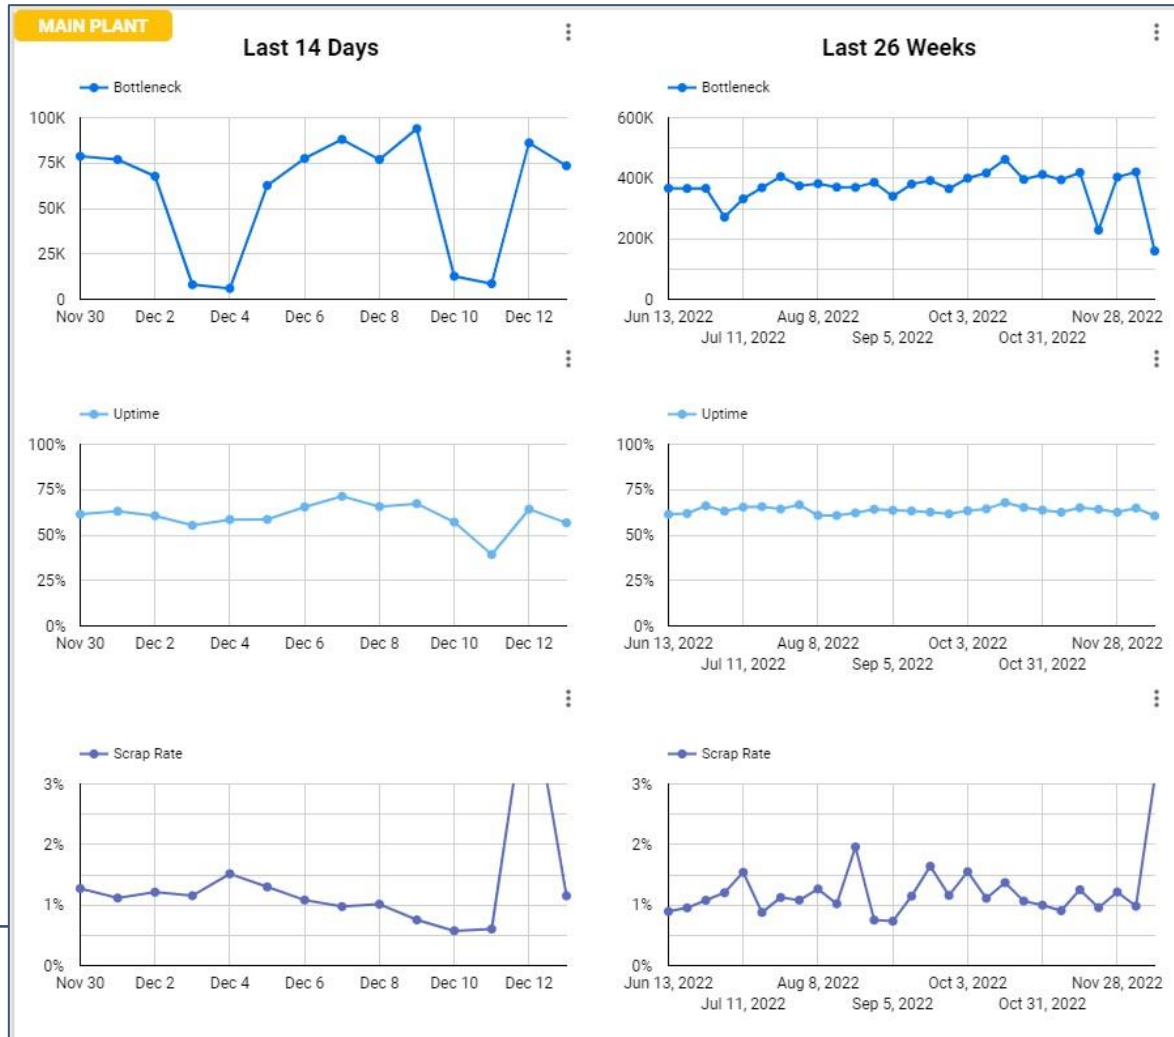 MAIN PLANT
Last 14 Days
Bottleneck
100K
75K
50K
25K
0
Nov 30 Dec 2 Dec 4 Dec 6 Dec 8 Dec 10 Dec 12
Last 26 Weeks
Bottleneck
600K
400K
200K
0
Jun 13, 2022 Aug 8, 2022 Oct 3, 2022 Nov 28, 2022
Jul 11, 2022 Sep 5, 2022 Oct 31, 2022
Uptime
100%
75%
50%
25%
0%
Nov 30 Dec 2 Dec 4 Dec 6 Dec 8 Dec 10 Dec 12
Uptime
100%
75%
50%
25%
0%
Jun 13, 2022 Aug 8, 2022 Oct 3, 2022 Nov 28, 2022
Jul 11, 2022 Sep 5, 2022 Oct 31, 2022
Scrap Rate
3%
2%
1%
0%
Nov 30 Dec 2 Dec 4 Dec 6 Dec 8 Dec 10 Dec 12
Scrap Rate
3%
2%
1%
0%
Jun 13, 2022 Aug 8, 2022 Oct 3, 2022 Nov 28, 2022
Jul 11, 2022 Sep 5, 2022 Oct 31, 2022